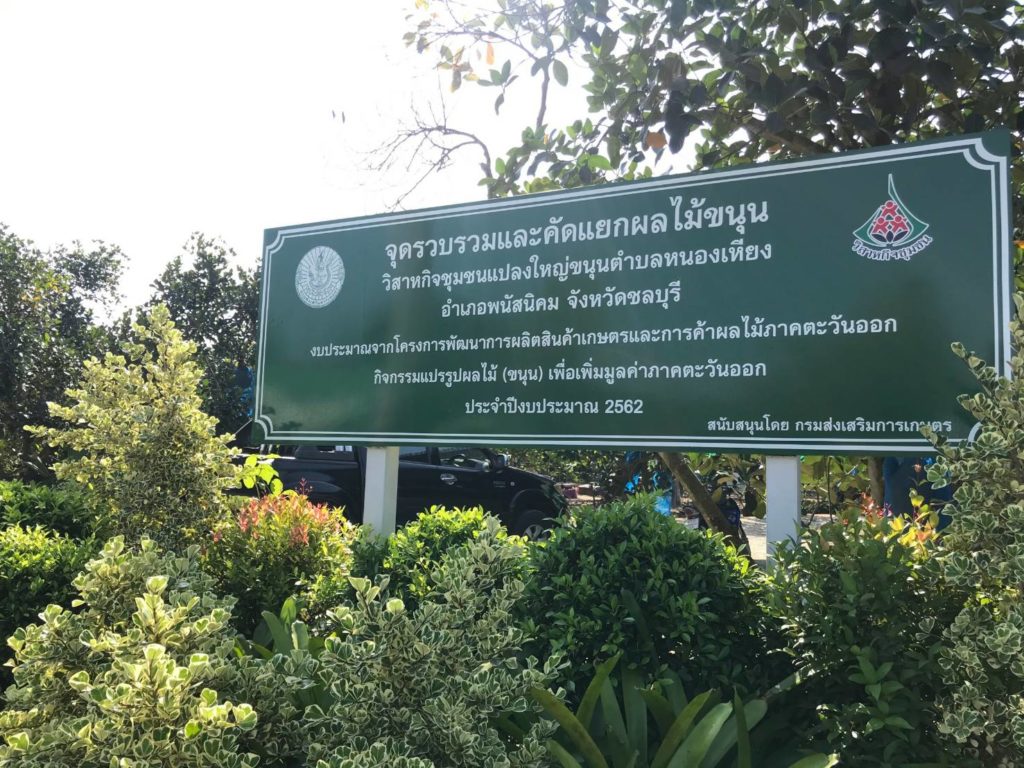 จุดรวบรวมและคัดแยกผลไม้ขนุน
วิสาหกิจชุมชนแปลงใหญ่ขนุนตำบลหนองเหียง
อำเภอพนัสนิคม จังหวัดชลบุรี
งบประมาณจากโครงการพัฒนาการผลิตสินค้าเกษตรและการค้าผลไม้ภาคตะวันออก
กิจกรรมแปรรูปผลไม้ (ขนุน) เพื่อเพิ่มมูลค่าภาคตะวันออก
ประจำปีงบประมาณ 2562
สนับสนุนโดย กรมส่งเสริมการเกษตร
วิสาหกิจชุมชน